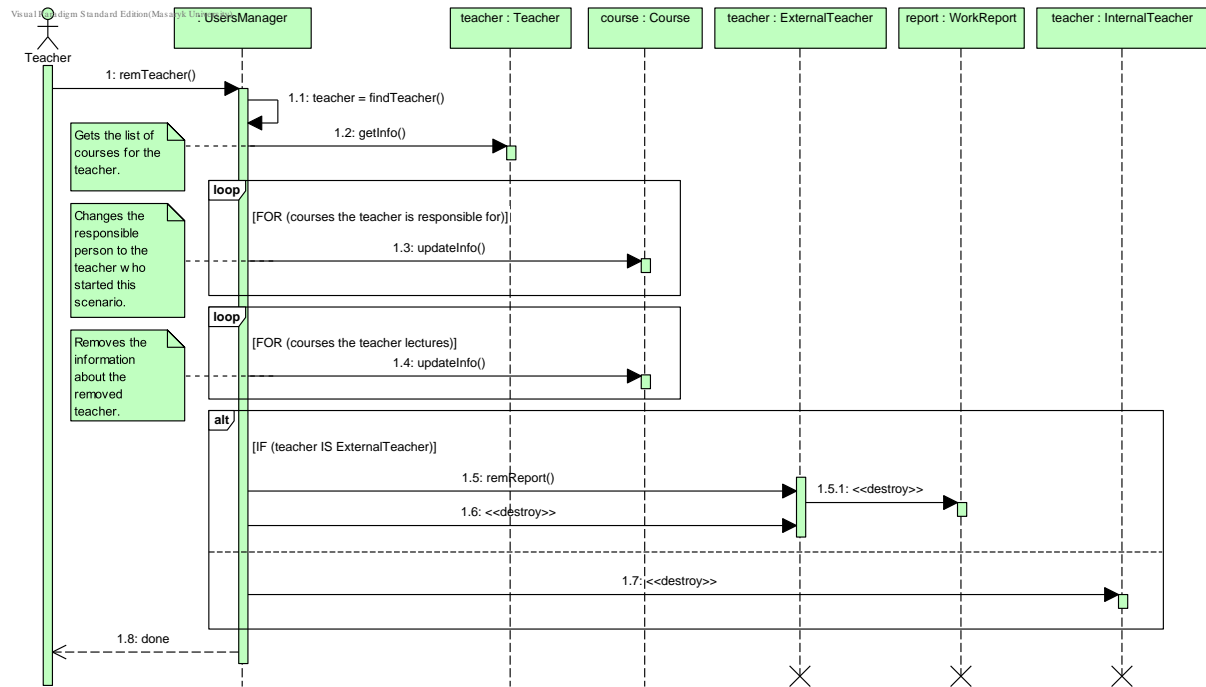 Visual Paradigm Standard Edition(Masaryk University)
: UsersManager
teacher : Teacher
course : Course
teacher : ExternalTeacher
report : WorkReport
teacher : InternalTeacher
Teacher
1: remTeacher()
1.1: teacher = findTeacher()
1.2: getInfo()
Gets the list of
courses for the
teacher.
loop
[FOR (courses the teacher is responsible for)]
1.3: updateInfo()
Changes the
responsible
person to the
teacher who
started this
scenario.
loop
[FOR (courses the teacher lectures)]
1.4: updateInfo()
Removes the
information
about the
removed
teacher.
alt
[IF (teacher IS ExternalTeacher)]
1.5: remReport()
1.5.1: <<destroy>>
1.6: <<destroy>>
1.7: <<destroy>>
1.8: done